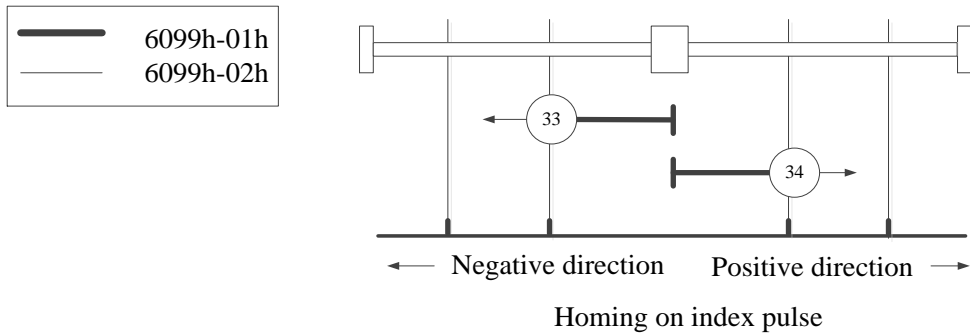 6099h-01h
6099h-02h
33
34
Negative direction
Positive direction
Homing on index pulse